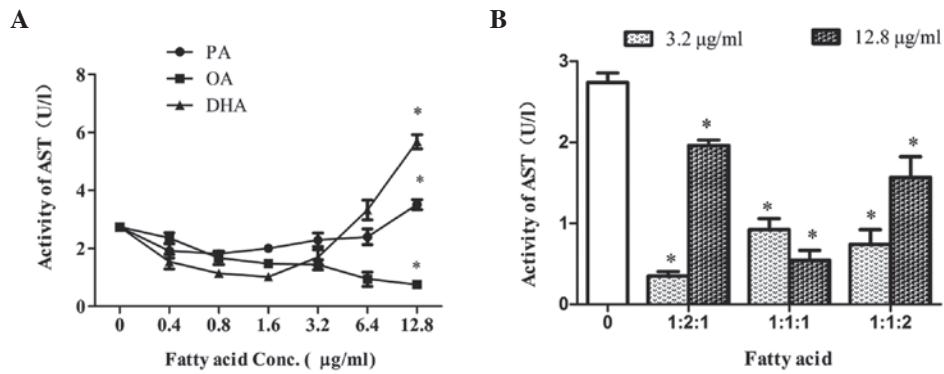 A
PA
OA
DHA
Activity of AST（U/l）
8
6
4
2
0
*
*
*
0 0.4 0.8 1.6 3.2 6.4 12.8
Fatty acid Conc. ( μg/ml)
B
3.2 μg/ml 12.8 μg/ml
Activity of AST (U/l)
3
2
1
0
* * * * * *
0 1:2:1 1:1:1 1:1:2
Fatty acid